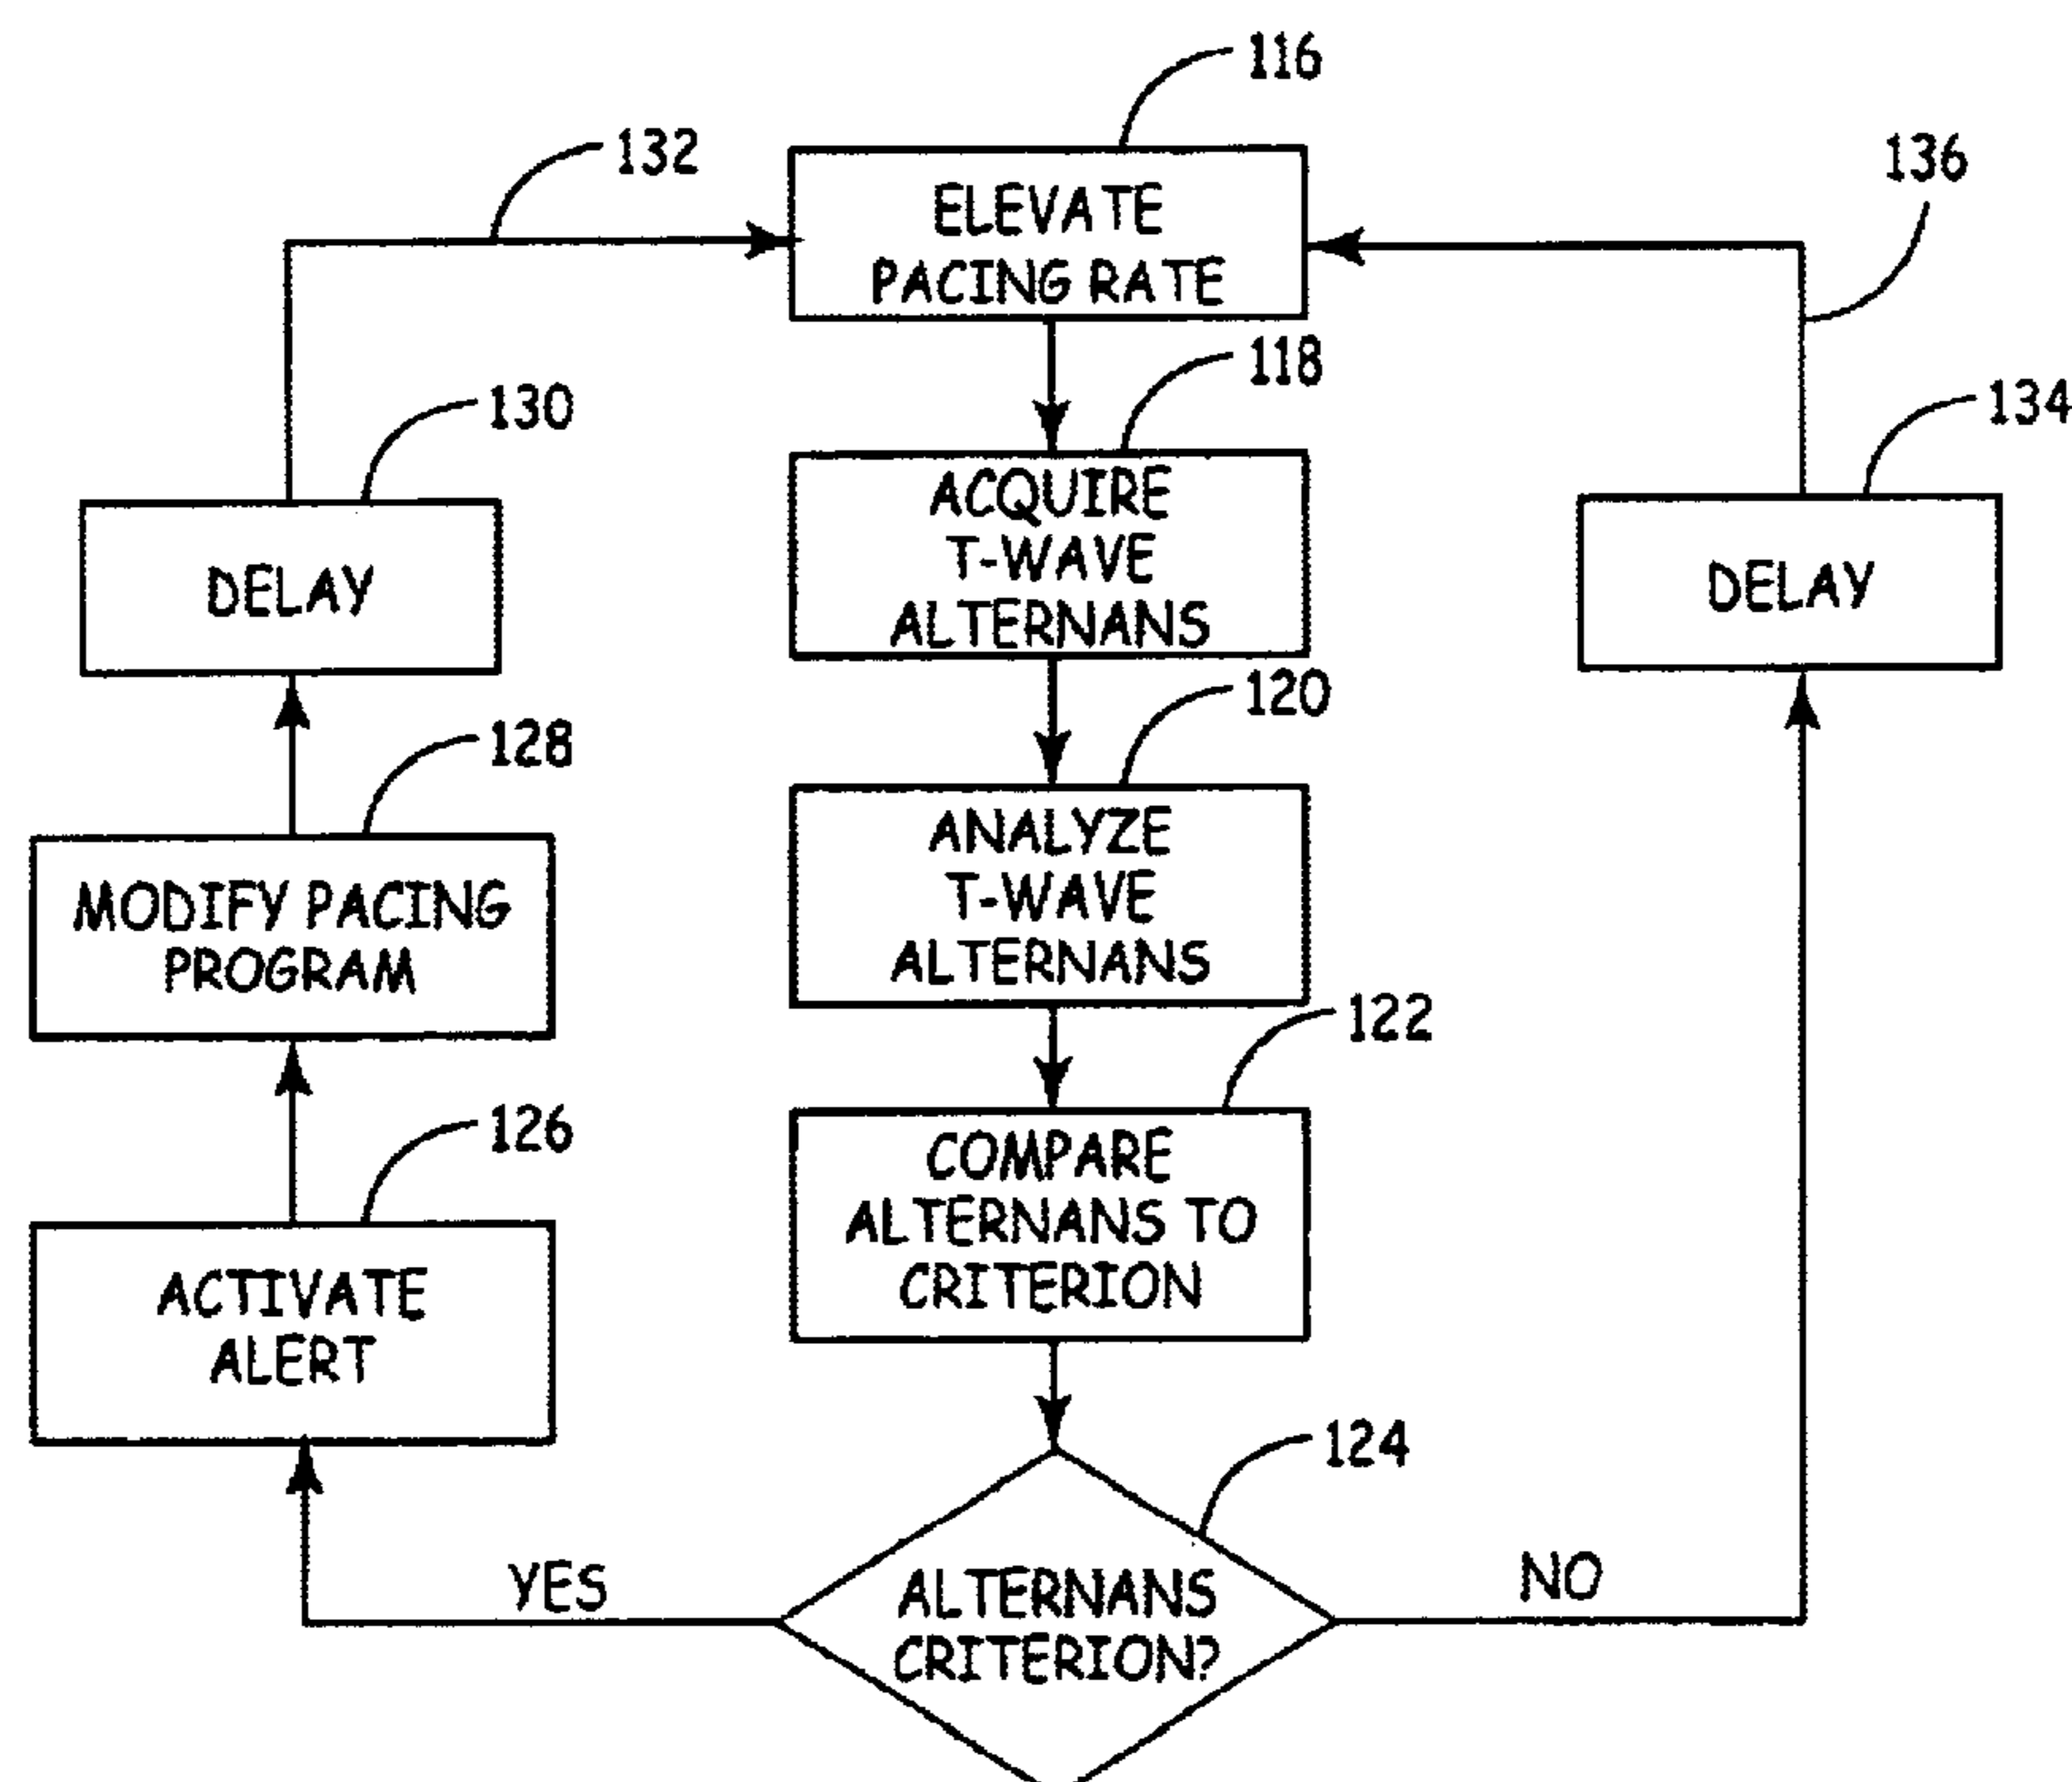 116
132
136
ELEVATE
PACING RATE
118
130
134
ACQUIRE
T-WAVE
ALTERNANS
DELAY
DELAY
120
128
ANALYZE
T-WAVE
ALTERNANS
MODIFY PACING
PROGRAM
122
126
COMPARE
ALTERNANS TO
CRITERION
ACTIVATE
ALERT
124
YES
NO
ALTERNANS
CRITERION?